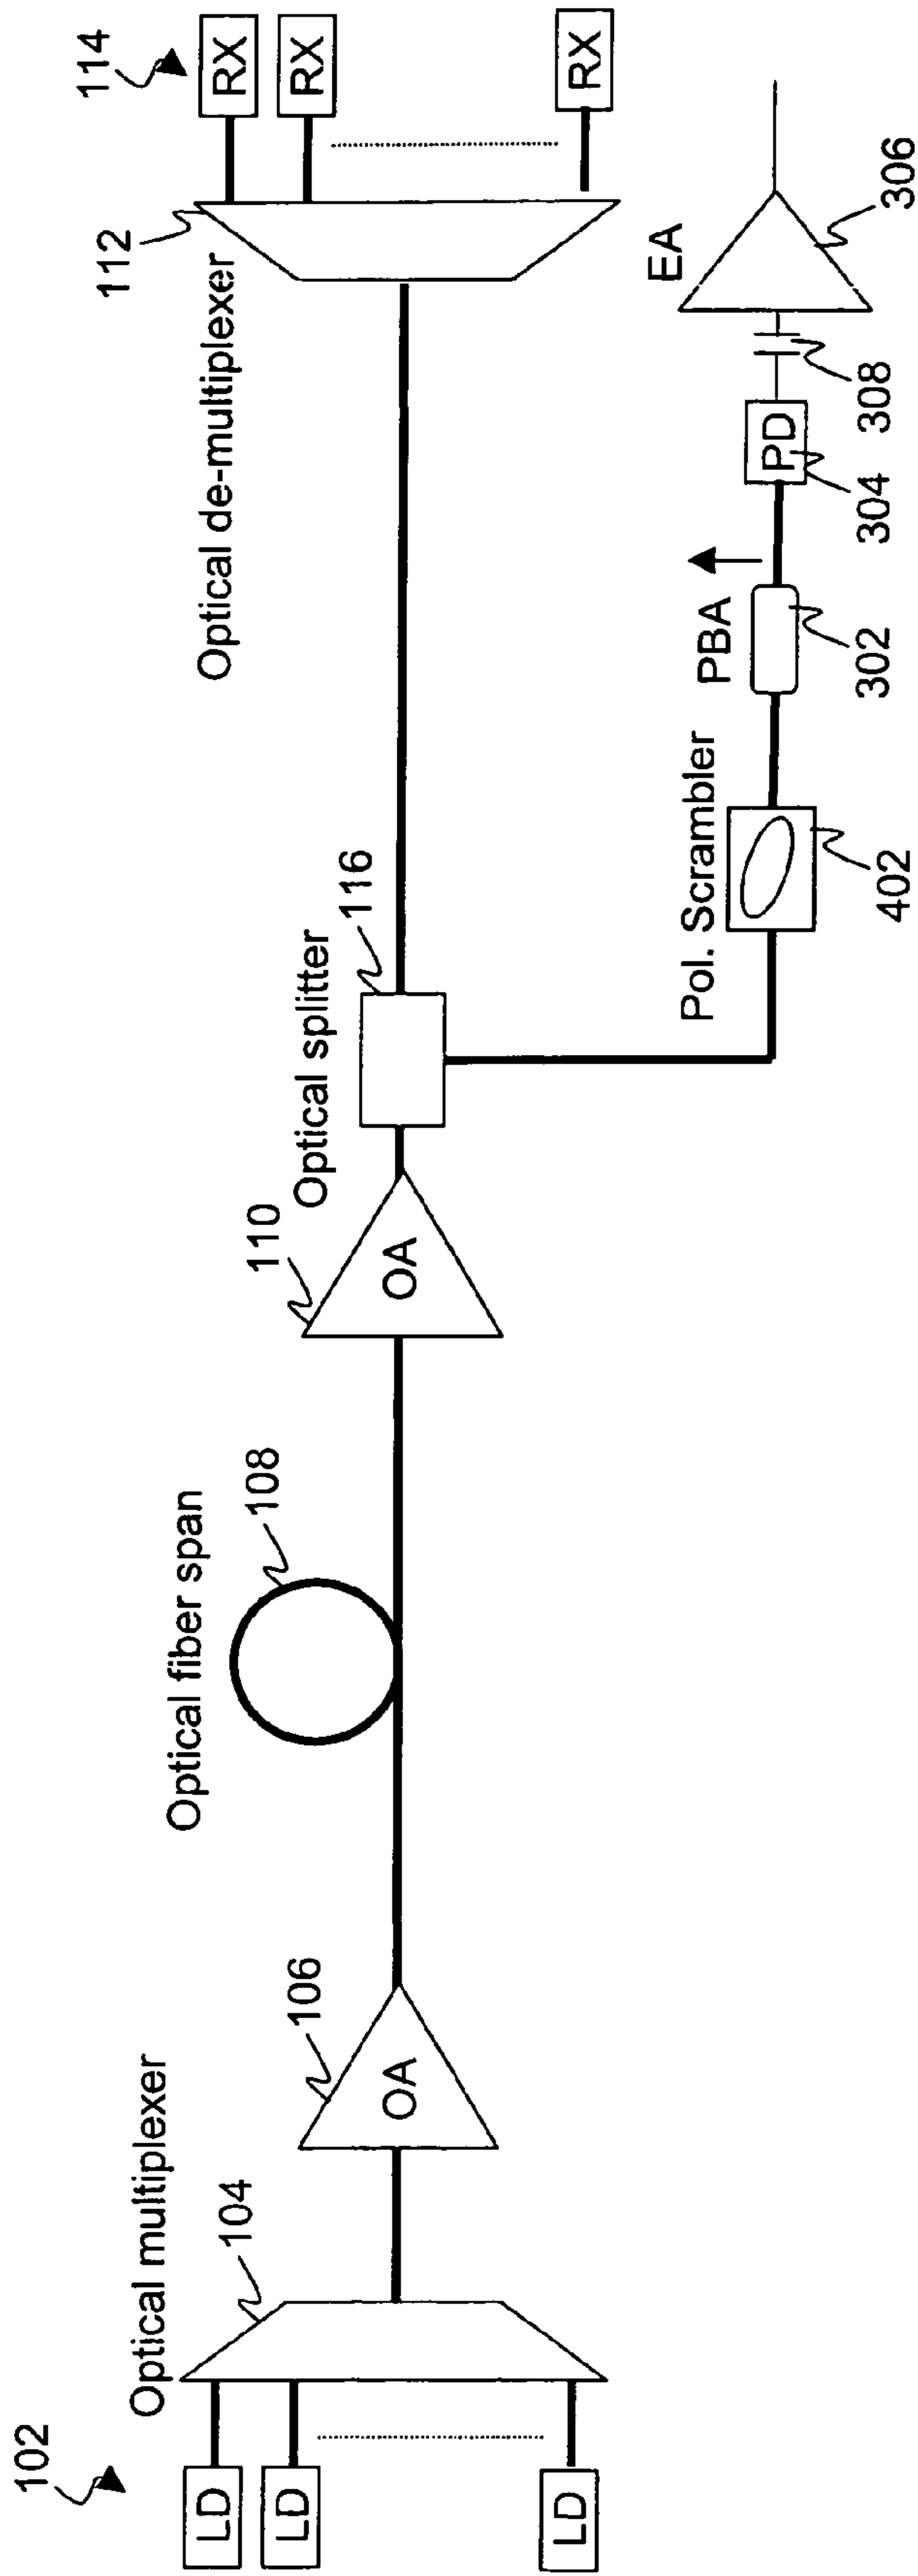 102
LD
LD
LD
Optical multiplexer
104
106
OA
Optical fiber span
108
110
OA
Optical splitter
116
Optical de-multiplexer
112
114
RX
RX
RX
Pol. Scrambler
402
PBA
302
PD
304
308
EA
306